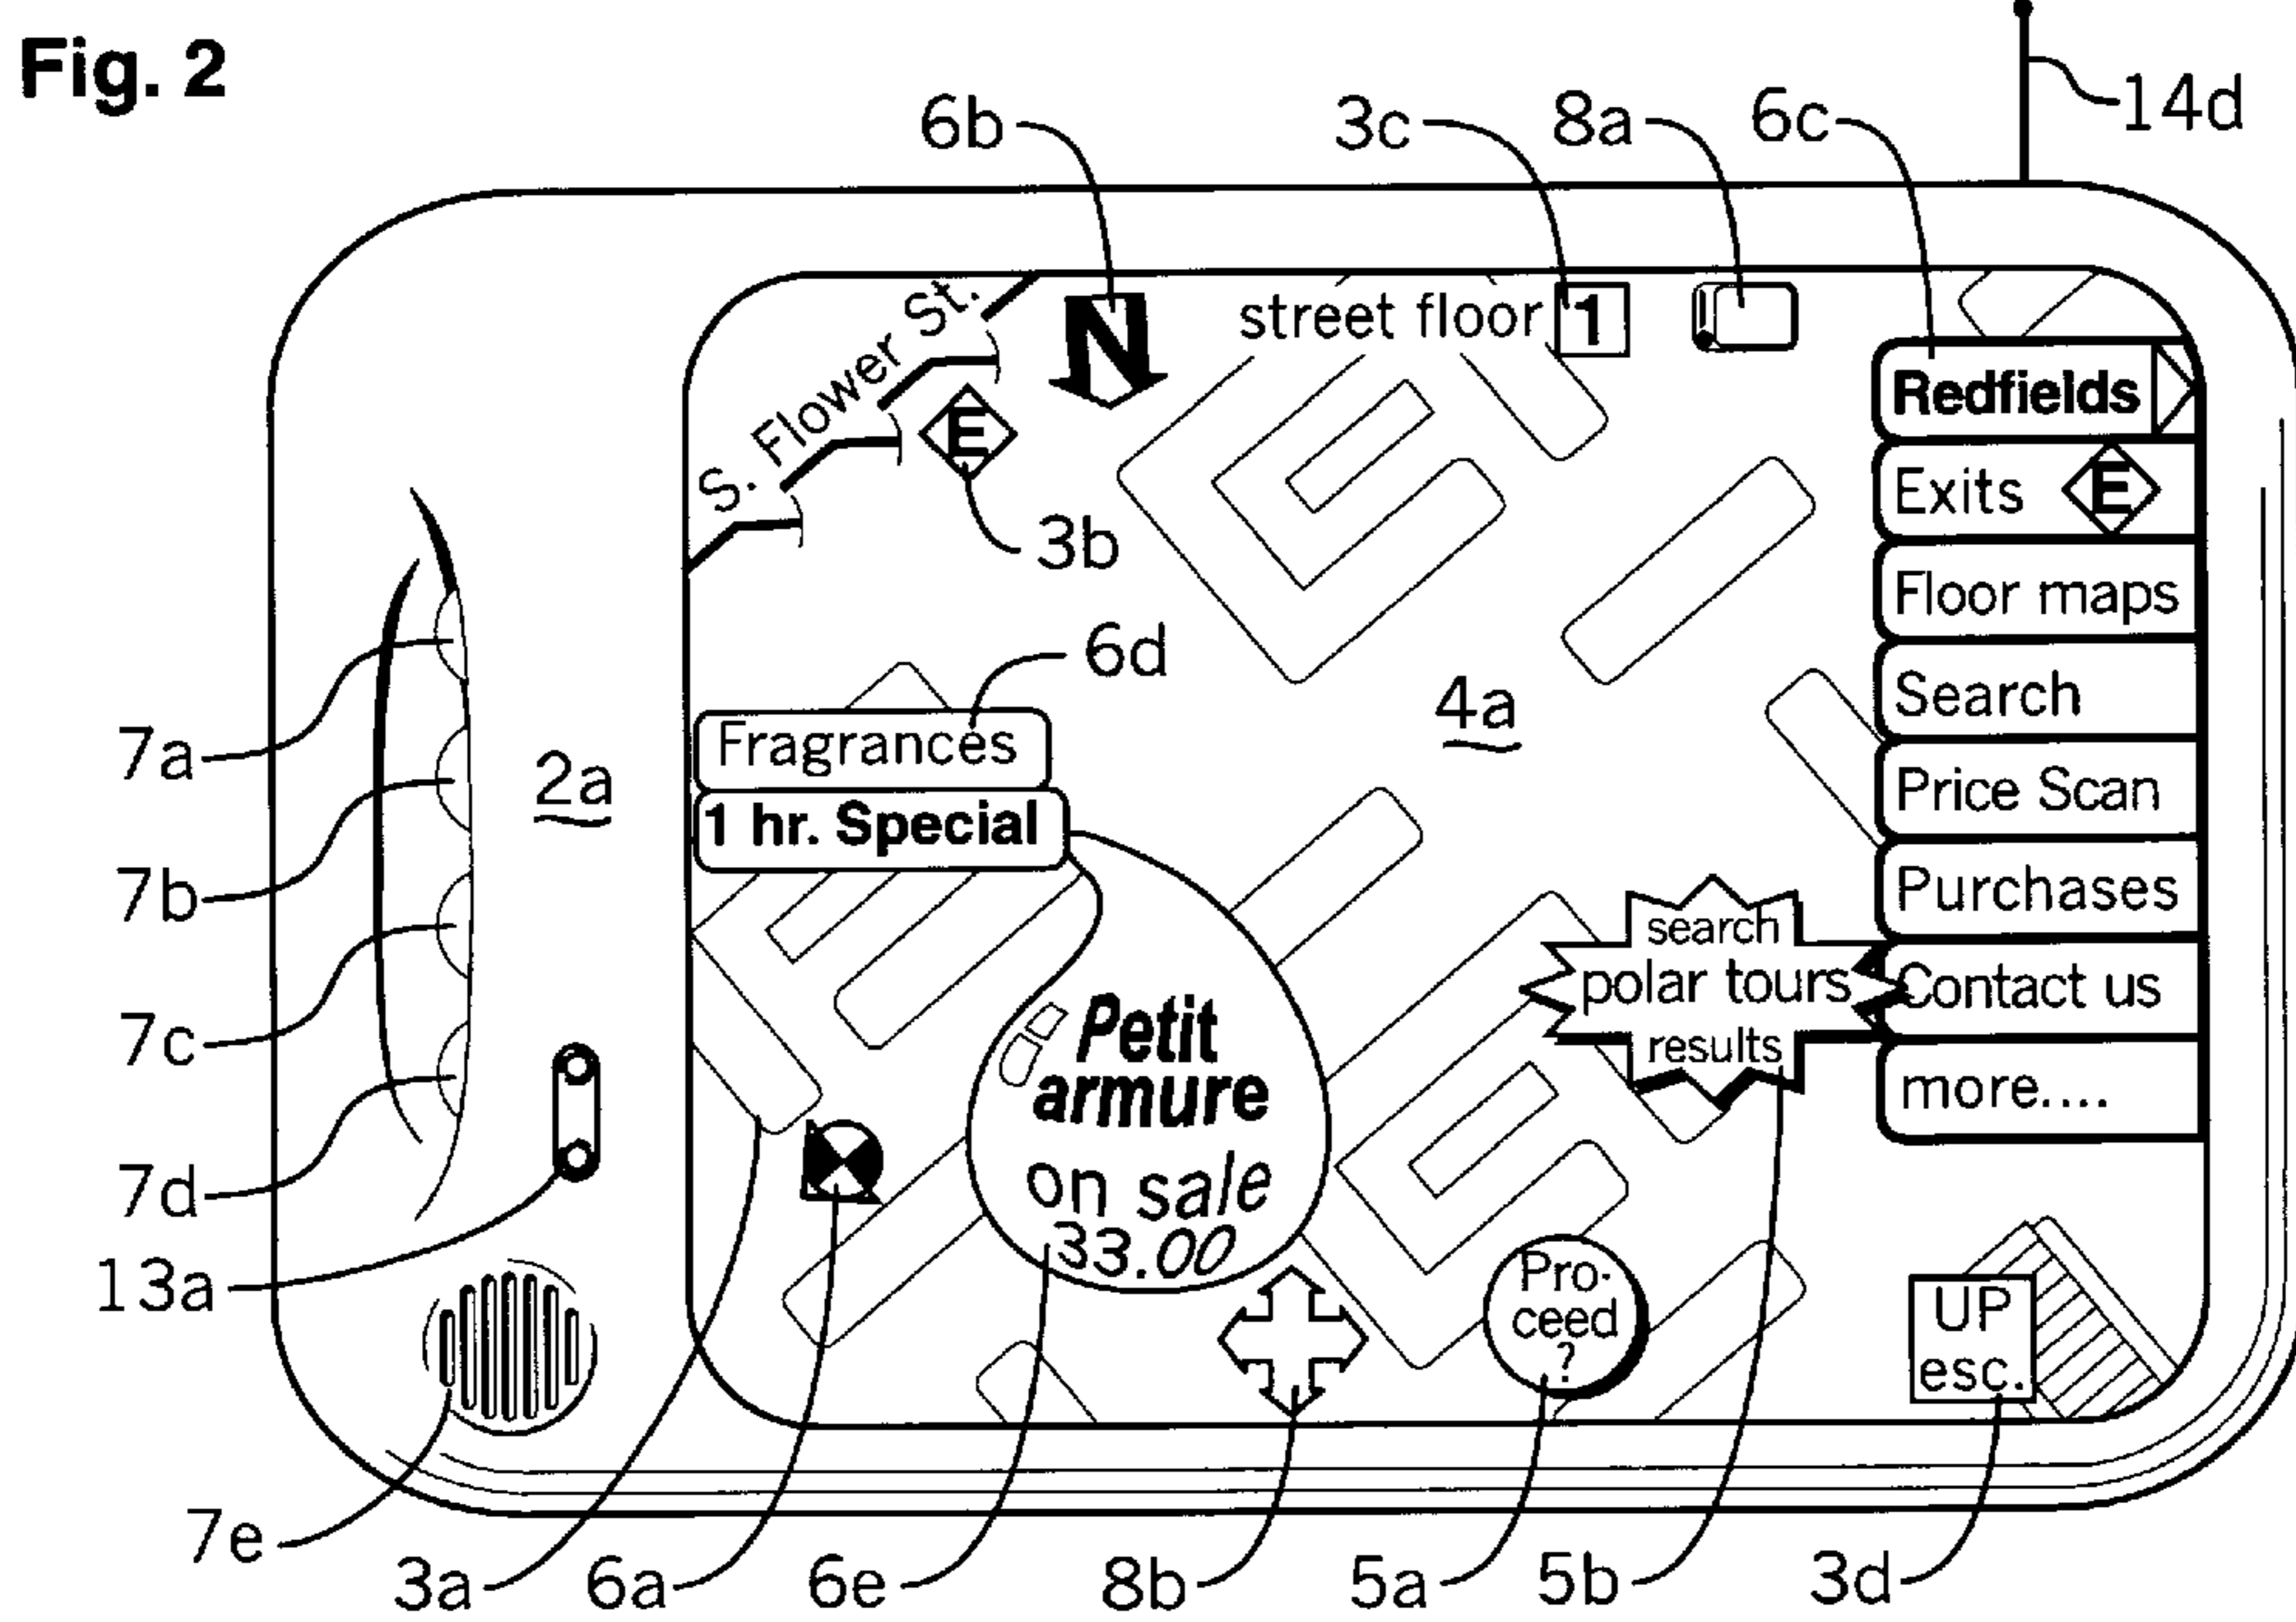 Fig. 2
14d
6b
3c
8a
6c
S. Flower St.
N
street floor 1
Redfields
E
Exits E
3b
Floor maps
6d
Search
4a
7a
Fragrances
2a
Price Scan
1 hr. Special
7b
Purchases
search
polar tours
results
Contact us
7c
Petit
armure
on sale
33.00
more....
7d
13a
Pro-
ceed
?
UP
esc.
7e
3a
6a
6e
8b
5a
5b
3d